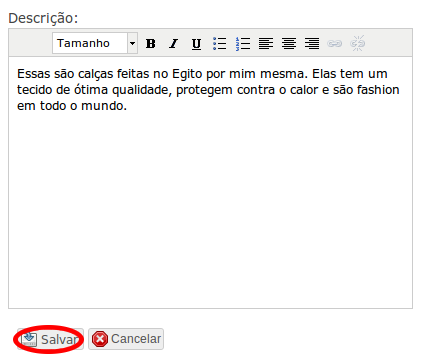 Descrição:
Tamanho B I U
Essas são calças feitas no Egito por mim mesma. Elas tem um
tecido de ótima qualidade, protegem contra o calor e são fashion
em todo o mundo.
Salvar Cancelar